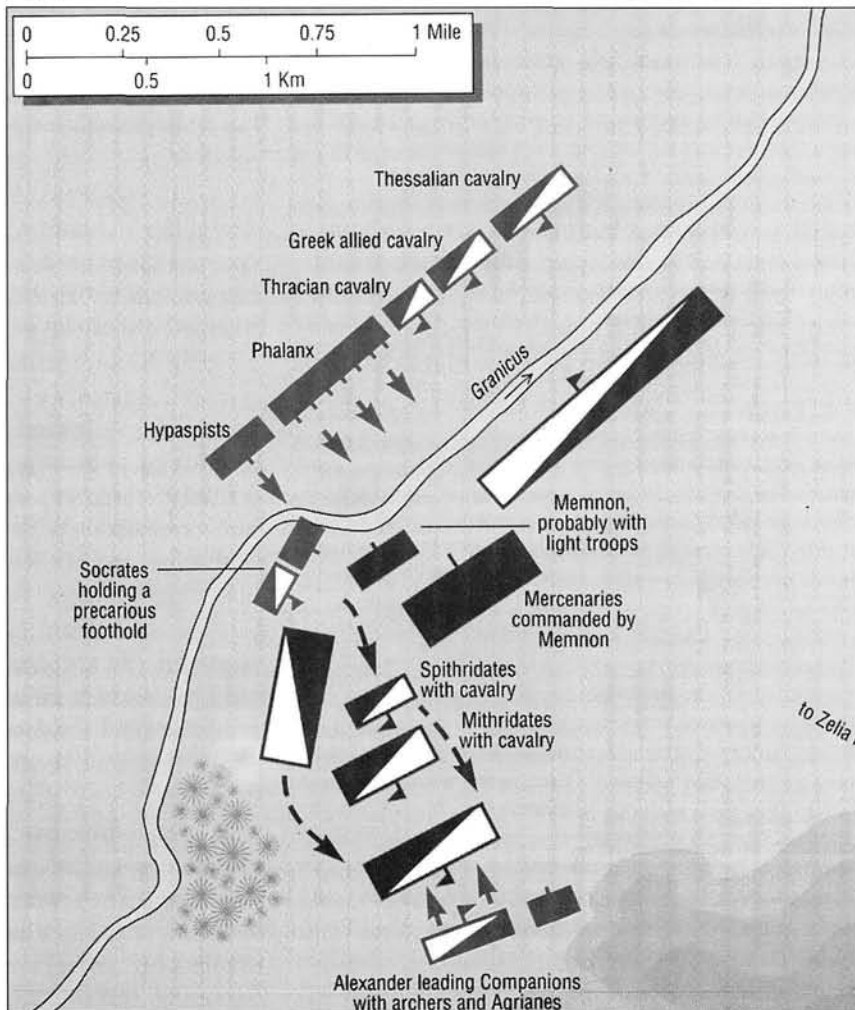 0 0.25 0.5 0.75 1 Mile
0 0.5 1 Km
Thessalian cavalry
Greek allied cavalry
Thracian cavalry
Phalanx
Granicus
Hypaspists
Memnon,
probably with
light troops
Socrates
holding a
precarious
foothold
Mercenaries
commanded by
Memnon
Spithridates
with cavalry
Mithridates
with cavalry
to Zelia
Alexander leading Companions
with archers and Agrianes